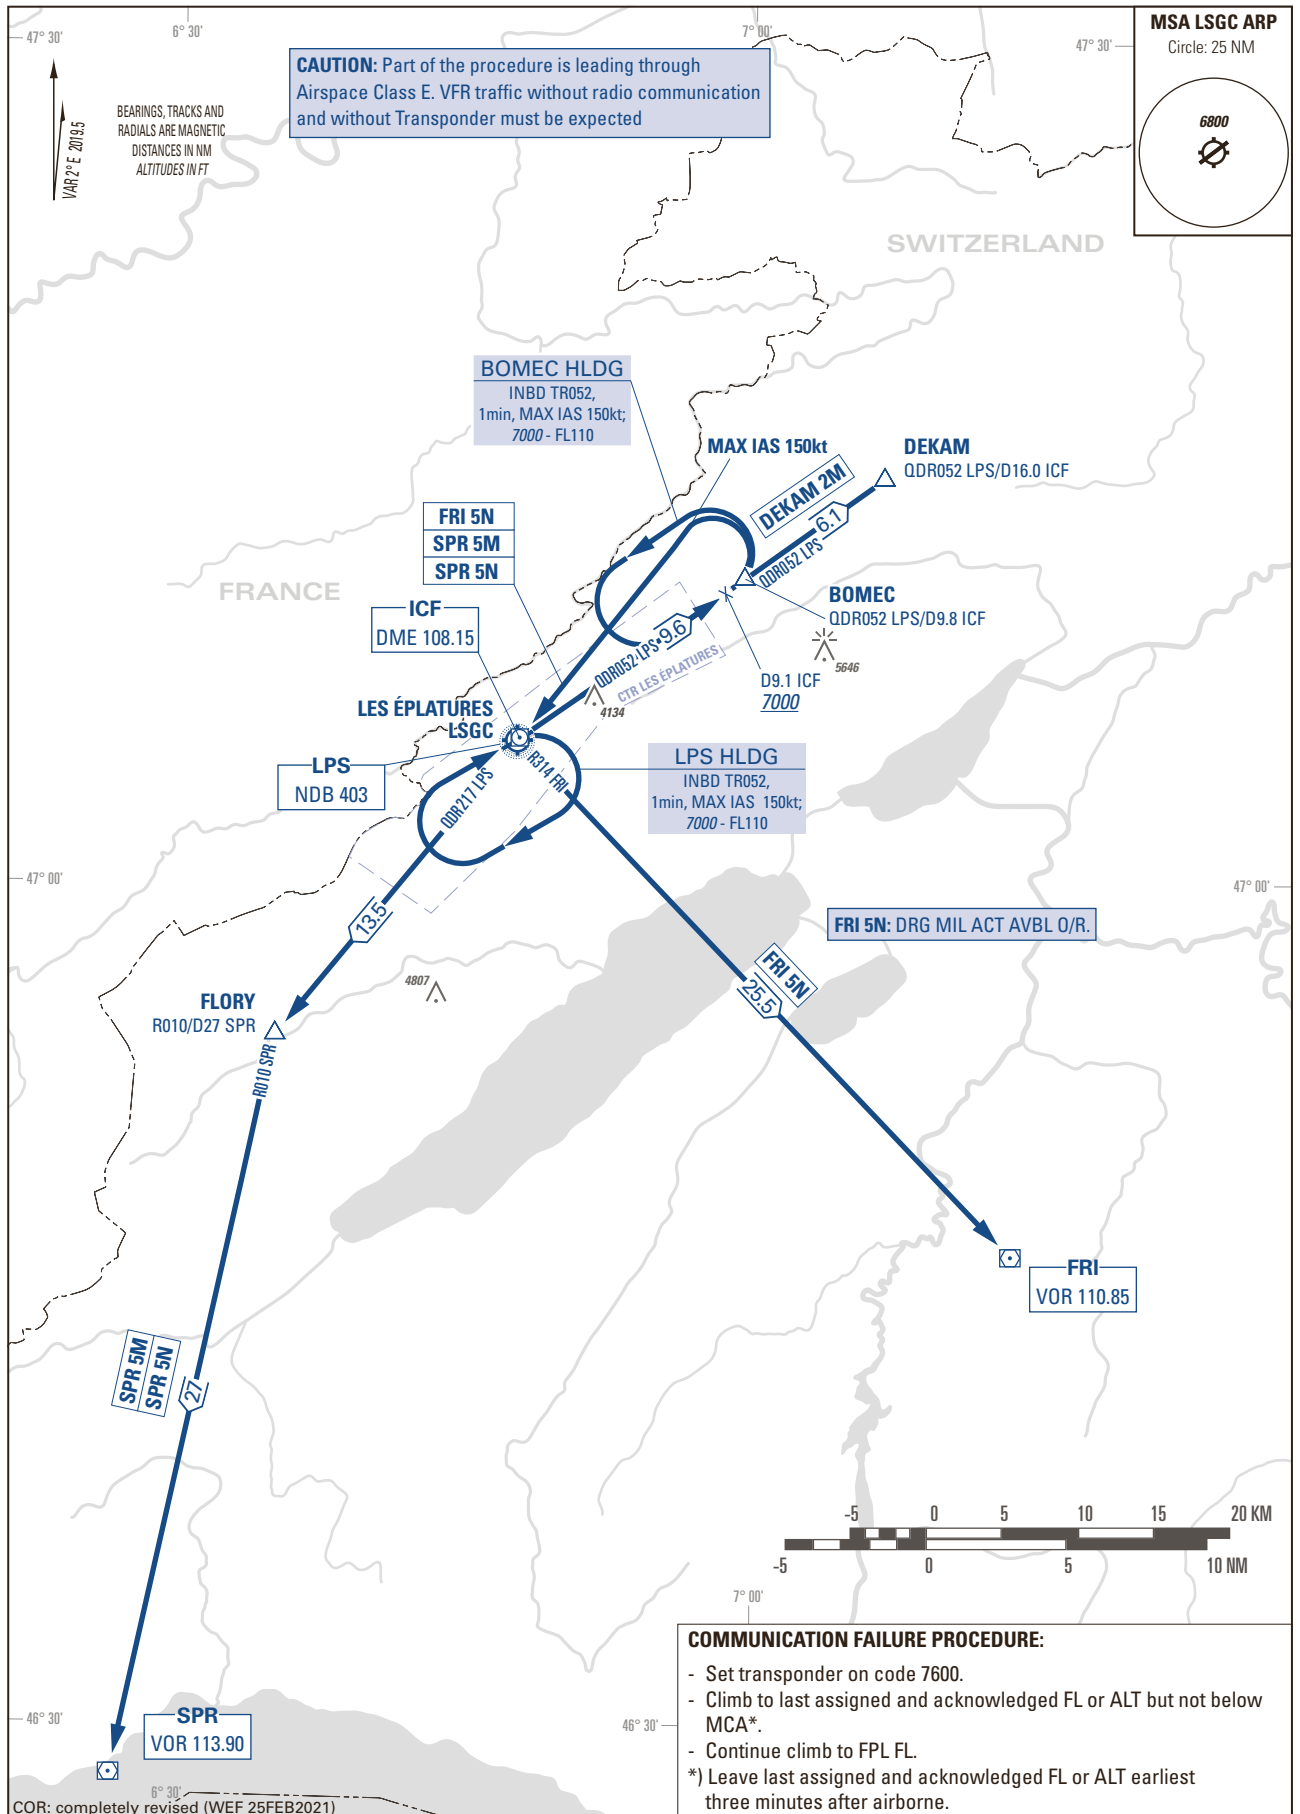 47° 30'
6° 30'
7° 00'
47° 30'
MSA LSGC ARP
Circle: 25 NM
6800
CAUTION: Part of the procedure is leading through
Airspace Class E. VFR traffic without radio communication
and without Transponder must be expected
VAR 2° E 2019.5
BEARINGS, TRACKS AND
RADIALS ARE MAGNETIC
DISTANCES IN NM
ALTITUDES IN FT
SWITZERLAND
BOMEC HLDG
INBD TR052,
1min, MAX IAS 150kt;
7000 - FL110
MAX IAS 150kt
DEKAM
QDR052 LPS/D16.0 ICF
DEKAM 2M
6.1
QDR052 LPS
FRI 5N
SPR 5M
SPR 5N
FRANCE
ICF
DME 108.15
BOMEC
QDR052 LPS/D9.8 ICF
5646
QDR052 LPS
9.6
CTR LES ÉPLATURES
D9.1 ICF
7000
4134
LES ÉPLATURES
LSGC
LPS
NDB 403
R314 FRI
QDR217 LPS
LPS HLDG
INBD TR052,
1min, MAX IAS 150kt;
7000 - FL110
47° 00'
47° 00'
13.5
FRI 5N: DRG MIL ACT AVBL O/R.
4807
FRI 5N
25.5
FLORY
R010/D27 SPR
R010 SPR
FRI
VOR 110.85
SPR 5M
SPR 5N
27
-5 0 5 10 15 20 KM
-5 0 5 10 NM
7° 00'
46° 30'
SPR
VOR 113.90
46° 30'
6° 30'
COMMUNICATION FAILURE PROCEDURE:
- Set transponder on code 7600.
- Climb to last assigned and acknowledged FL or ALT but not below
MCA*.
- Continue climb to FPL FL.
*) Leave last assigned and acknowledged FL or ALT earliest
three minutes after airborne.
COR: completely revised (WEF 25FEB2021)